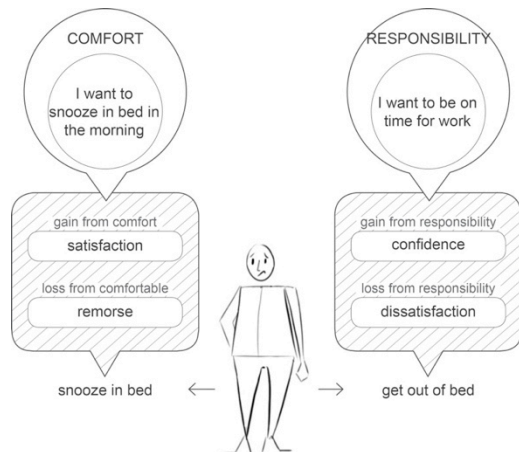 COMFORT
I want to
snooze in bed in
the morning
gain from comfort
satisfaction
loss from comfortable
remorse
snooze in bed
RESPONSIBILITY
I want to be on
time for work
gain from responsibility
confidence
loss from responsibility
dissatisfaction
get out of bed